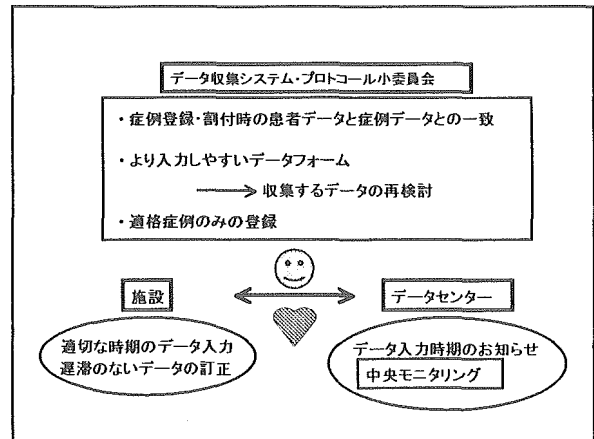 データ収集システム・プロトコール小委員会
・症例登録・割付時の患者データと症例データとの一致
・より入力しやすいデータフォーム
収集するデータの再検討
・適格症例のみの登録
施設
データセンター
適切な時期のデータ入力
遅滞のないデータの訂正
データ入力時期のお知らせ
中央モニタリング